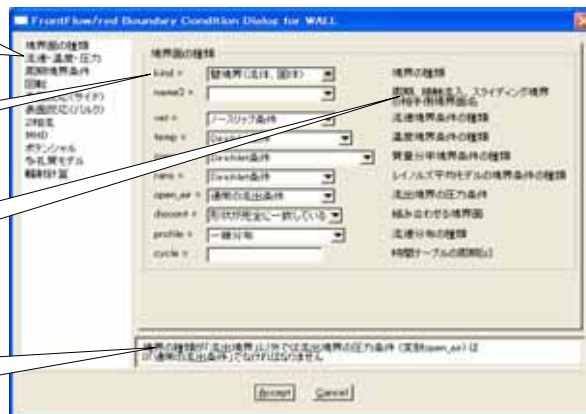 FrontFlow/red Boundary Condition Dialog for WALL
境界面の種類
流速・温度・圧力
周期境界条件
回転
表面反応(サイド)
表面反応(バルク)
2相流
MHD
ポテンシャル
多孔質モデル
輻射計算
境界面の種類
kind = 壁境界(流体、固体) 境界の種類
name2 = 周期、接触流入、スライディング境界
の相手側境界面名
vel = ノースリップ条件 流速境界条件の種類
temp = Dirichlet条件 温度境界条件の種類
Dirichlet条件 質量分率境界条件の種類
rans = Dirichlet条件 レイノルズ平均モデルの境界条件の種類
open_air = 通常の流出条件 流出境界の圧力条件
discont = 形状が完全に一致している 組み合わせる境界面
profile = 一様分布 流速分布の種類
cycle = 時間テーブルの周期[s]
境界の種類が「流出境界」以外では流出境界の圧力条件(変数open_air)は
「通常の流出条件」でなければなりません
Accept Cancel